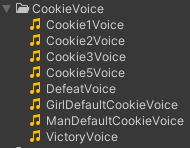 CookieVoice
Cookie1Voice
Cookie2Voice
Cookie3Voice
Cookie5Voice
DefeatVoice
GirlDefaultCookieVoice
ManDefaultCookieVoice
VictoryVoice